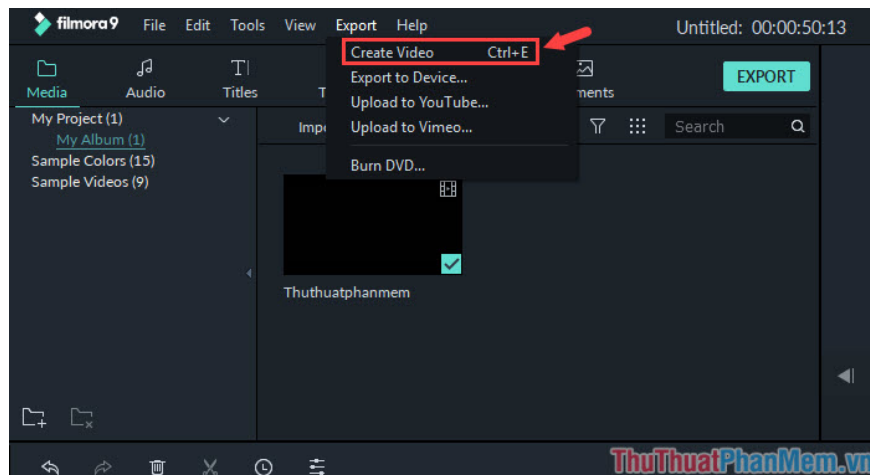 filmora9 File Edit Tools View Export Help Untitled: 00:00:50:13
Create Video Ctrl+E
Export to Device...
Upload to YouTube...
Upload to Vimeo...
Burn DVD...
Media Audio Titles T ments EXPORT
My Project (1) Impo Search
My Album (1)
Sample Colors (15)
Sample Videos (9)
Thuthuatphanmem
ThuThuatPhanMem.vn